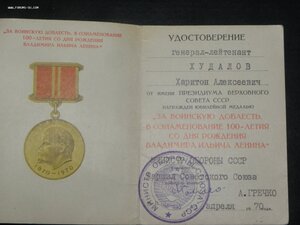 "ЗА ВОИНСКУЮ ДОБЛЕСТЬ. В ОЗНАМЕНОВАНИЕ
100-ЛЕТИЯ СО ДНЯ РОЖДЕНИЯ
ВЛАДИМИРА ИЛЬИЧА ЛЕНИНА"
1870-1970
УДОСТОВЕРЕНИЕ
Генерал-лейтенант
ХУДАЛОВ
Харитон Алексеевич
ОТ ИМЕНИ ПРЕЗИДИУМА ВЕРХОВНОГО
СОВЕТА СССР
НАГРАЖДЕН ЮБИЛЕЙНОЙ МЕДАЛЬЮ
"ЗА ВОИНСКУЮ ДОБЛЕСТЬ
В ОЗНАМЕНОВАНИЕ 100-ЛЕТИЯ
СО ДНЯ РОЖДЕНИЯ
ВЛАДИМИРА ИЛЬИЧА ЛЕНИНА"
МИНИСТР ОБОРОНЫ СССР
Маршал Советского Союза
А.ГРЕЧКО
апреля 70